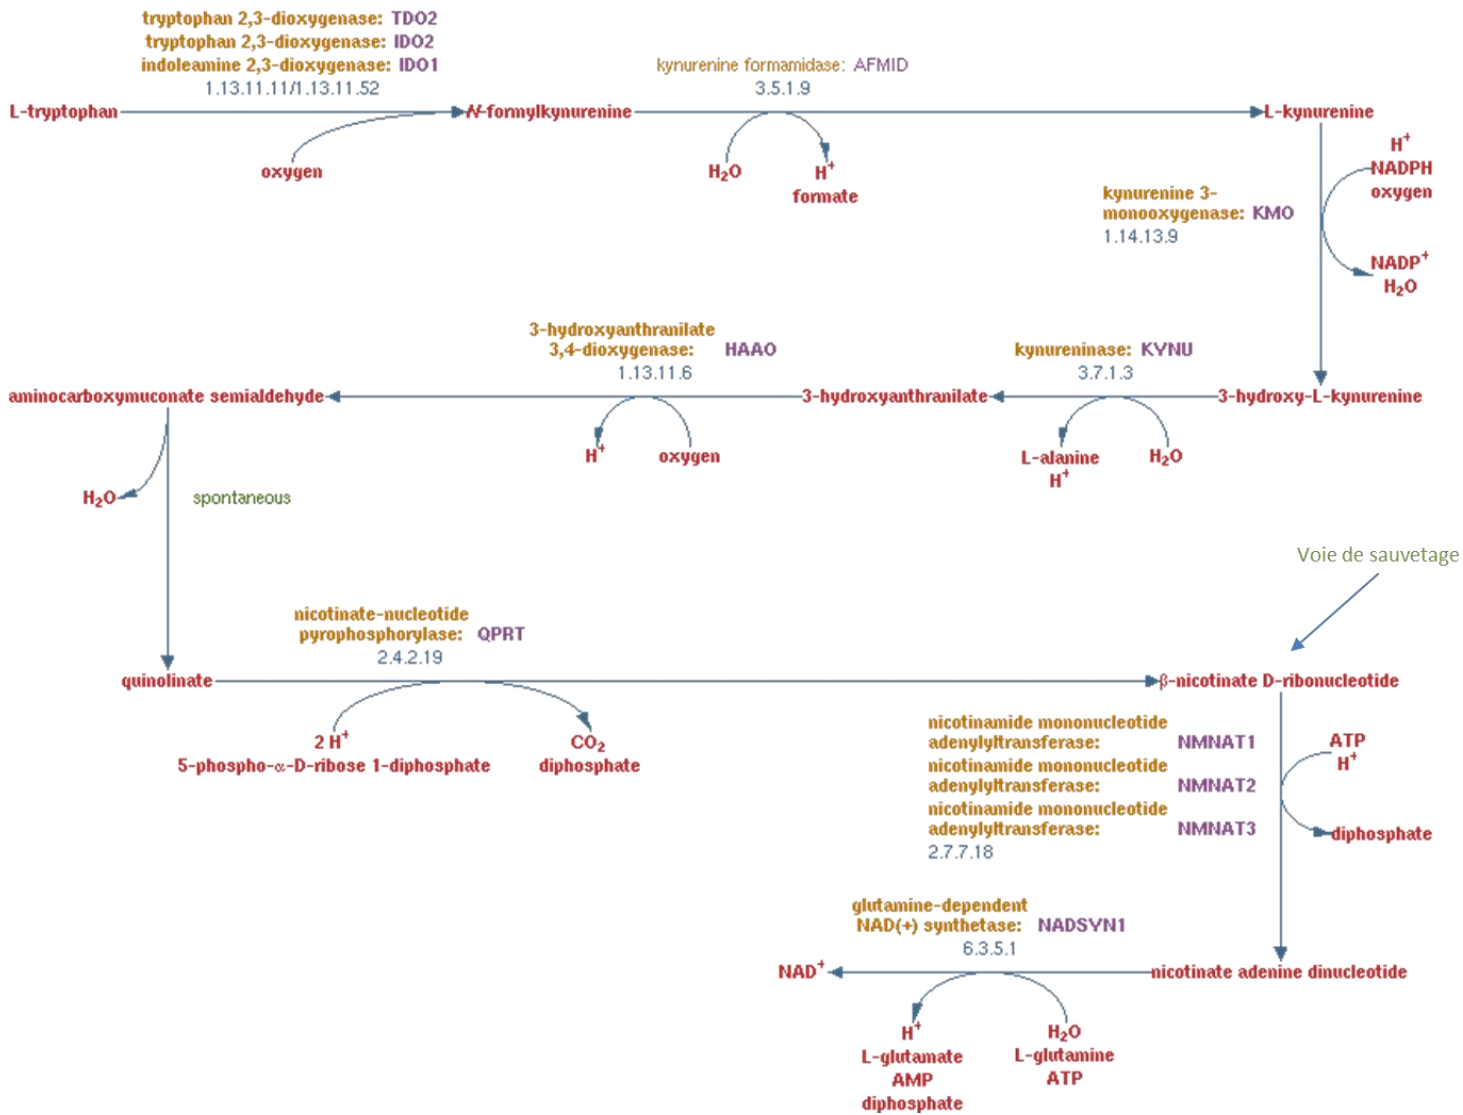 tryptophan 2,3-dioxygenase: TDO2
tryptophan 2,3-dioxygenase: IDO2
indoleamine 2,3-dioxygenase: IDO1
1.13.11.11/1.13.11.52
kynurenine formamidase: AFMID
3.5.1.9
L-tryptophan
N-formylkynurenine
L-kynurenine
oxygen
H₂O
H⁺
formate
H⁺
NADPH
oxygen
kynurenine 3-
monooxygenase: KMO
1.14.13.9
NADP⁺
H₂O
3-hydroxyanthranilate
3,4-dioxygenase: HAAO
1.13.11.6
kynureninase: KYNU
3.7.1.3
aminocarboxymuconate semialdehyde
3-hydroxyanthranilate
3-hydroxy-L-kynurenine
H⁺
oxygen
L-alanine
H⁺
H₂O
H₂O
spontaneous
Voie de sauvetage
nicotinate-nucleotide
pyrophosphorylase: QPRT
2.4.2.19
quinolinate
β-nicotinate D-ribonucleotide
2 H⁺
5-phospho-α-D-ribose 1-diphosphate
CO₂
diphosphate
nicotinamide mononucleotide
adenylyltransferase: NMNAT1
nicotinamide mononucleotide
adenylyltransferase: NMNAT2
nicotinamide mononucleotide
adenylyltransferase: NMNAT3
2.7.7.18
ATP
H⁺
diphosphate
glutamine-dependent
NAD(+) synthetase: NADSYN1
6.3.5.1
NAD⁺
nicotinate adenine dinucleotide
H⁺
L-glutamate
AMP
diphosphate
H₂O
L-glutamine
ATP